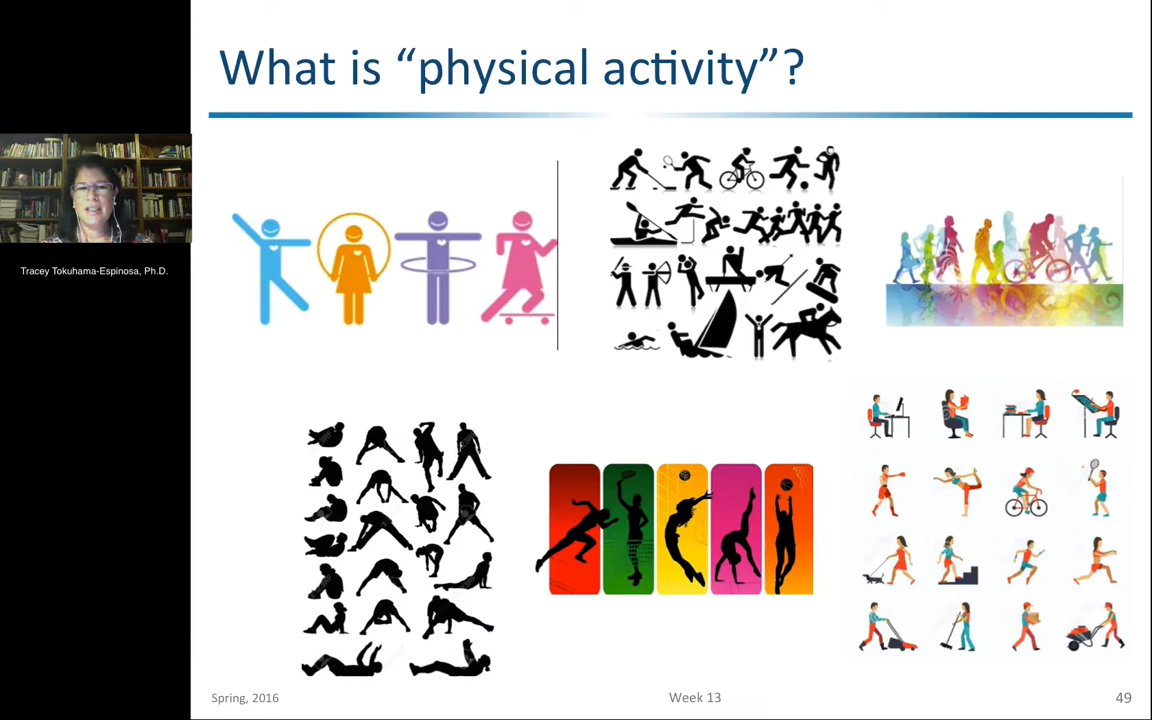 What is “physical activity”?
Tracey Tokuhama-Espinosa, Ph.D.
Spring, 2016
Week 13
49